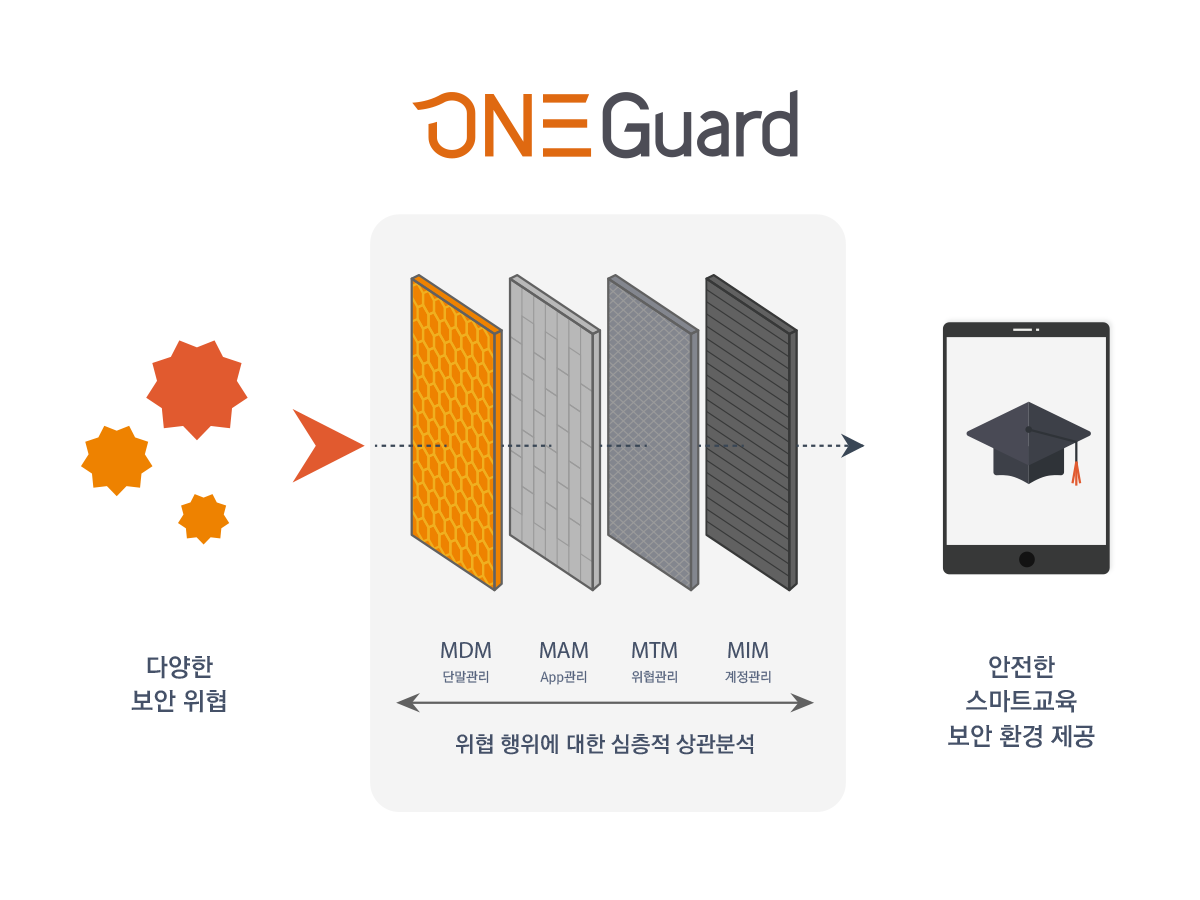 ONE Guard
MDM
단말관리
MAM
App관리
MTM
위협관리
MIM
계정관리
위협 행위에 대한 심층적 상관분석
다양한
보안 위협
안전한
스마트교육
보안 환경 제공